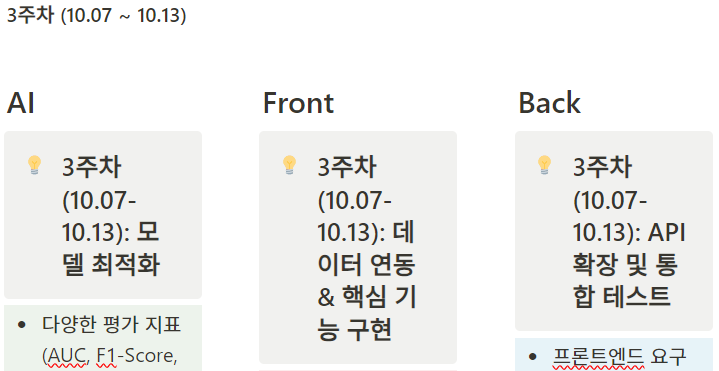 3주차 (10.07 ~ 10.13)
AI
3주차
(10.07-
10.13): 모
델 최적화
다양한 평가 지표
(AUC, F1-Score,
Front
3주차
(10.07-
10.13): 데
이터 연동
& 핵심 기
능 구현
Back
3주차
(10.07-
10.13): API
확장 및 통
합 테스트
프론트엔드 요구